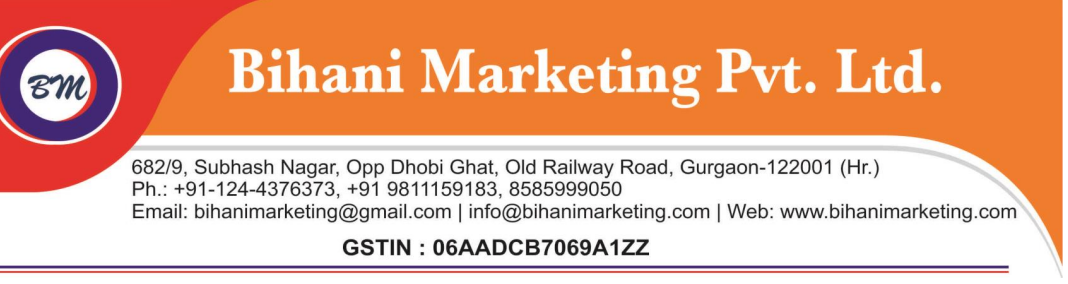 BM
Bihani Marketing Pvt. Ltd.
682/9, Subhash Nagar, Opp Dhobi Ghat, Old Railway Road, Gurgaon-122001 (Hr.)
Ph.: +91-124-4376373, +91 9811159183, 8585999050
Email: bihanimarketing@gmail.com | info@bihanimarketing.com | Web: www.bihanimarketing.com
GSTIN : 06AADCB7069A1ZZ